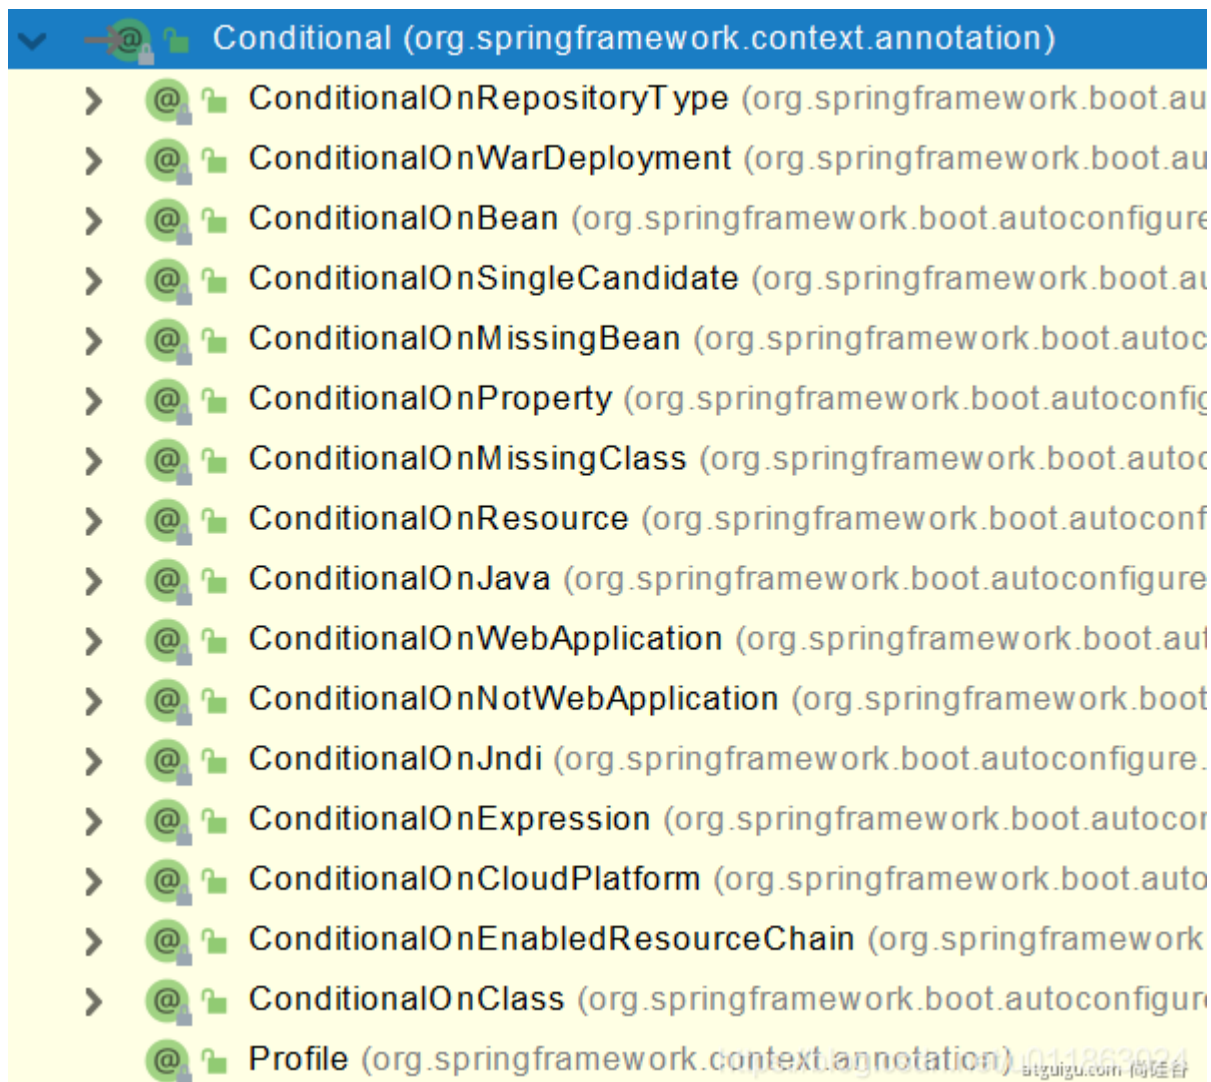 Conditional (org.springframework.context.annotation)
ConditionalOnRepositoryType (org.springframework.boot.au
ConditionalOnWarDeployment (org.springframework.boot.au
ConditionalOnBean (org.springframework.boot.autoconfigure
ConditionalOnSingleCandidate (org.springframework.boot.au
ConditionalOnMissingBean (org.springframework.boot.autoc
ConditionalOnProperty (org.springframework.boot.autoconfig
ConditionalOnMissingClass (org.springframework.boot.autoc
ConditionalOnResource (org.springframework.boot.autoconf
ConditionalOnJava (org.springframework.boot.autoconfigure
ConditionalOnWebApplication (org.springframework.boot.aut
ConditionalOnNotWebApplication (org.springframework.boot
ConditionalOnJndi (org.springframework.boot.autoconfigure.
ConditionalOnExpression (org.springframework.boot.autocon
ConditionalOnCloudPlatform (org.springframework.boot.auto
ConditionalOnEnabledResourceChain (org.springframework
ConditionalOnClass (org.springframework.boot.autoconfigure
Profile (org.springframework.context.annotation)
atguigu.com 尚硅谷